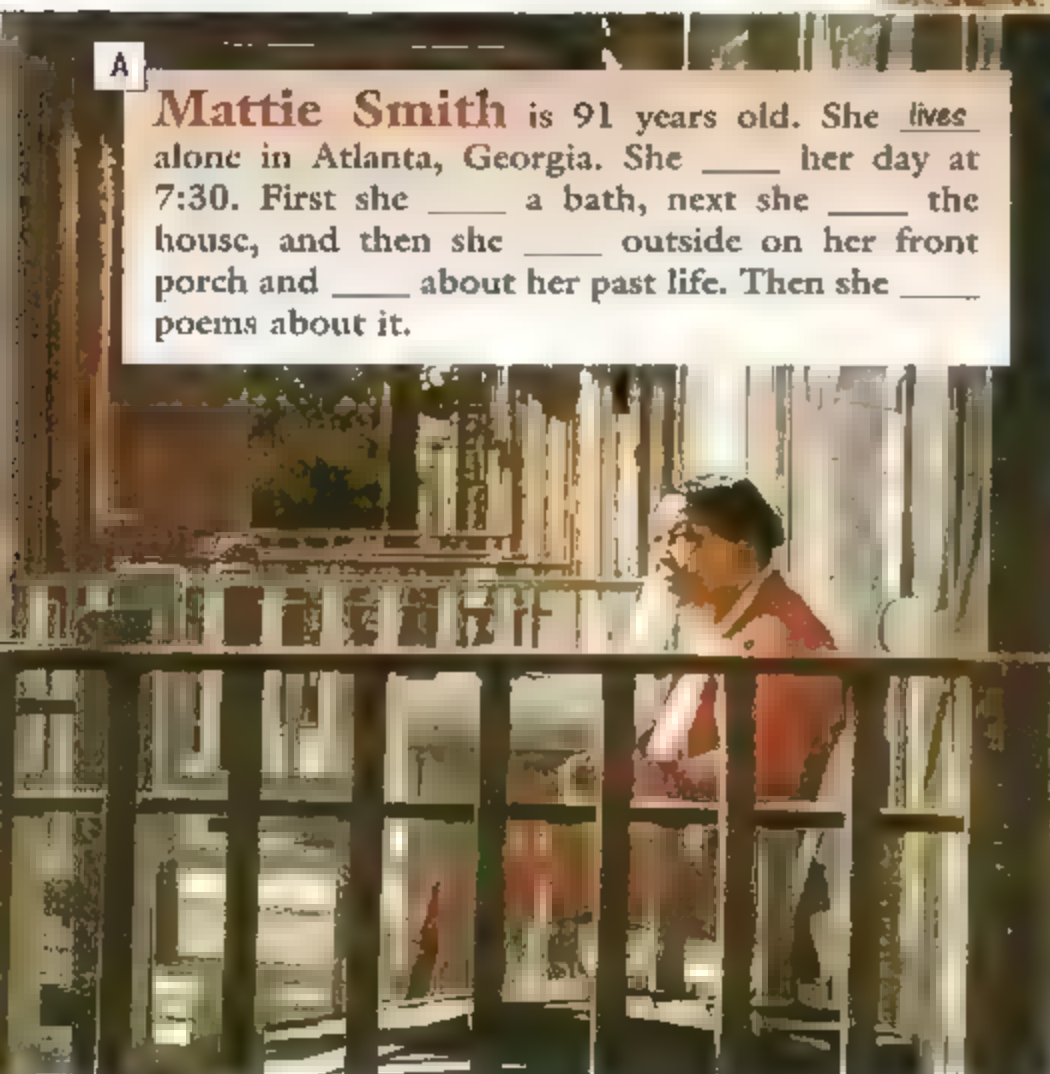 A
Mattie Smith is 91 years old. She lives
alone in Atlanta, Georgia. She ____ her day at
7:30. First she ____ a bath, next she ____ the
house, and then she ____ outside on her front
porch and ____ about her past life. Then she ____
poems about it.